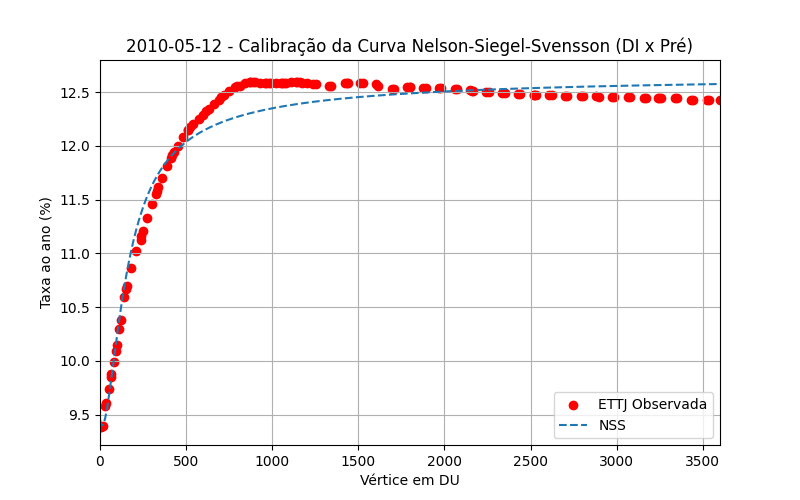 2010-05-12 - Calibração da Curva Nelson-Siegel-Svensson (DI x Pré)
Taxa ao ano (%)
12.5
12.0
11.5
11.0
10.5
10.0
9.5
0 500 1000 1500 2000 2500 3000 3500
Vértice em DU
ETTJ Observada
NSS